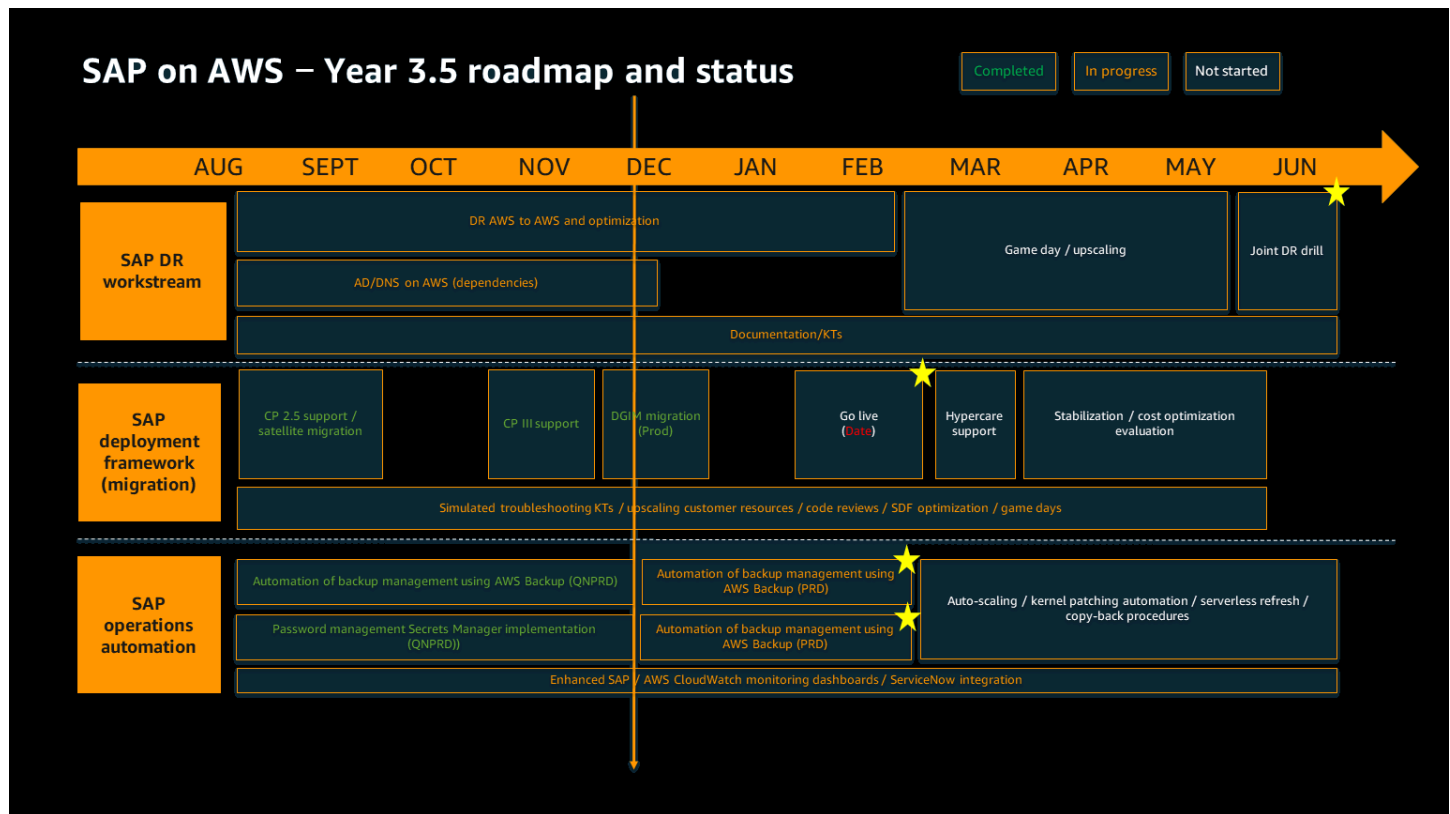 SAP on AWS – Year 3.5 roadmap and status
Completed
In progress
Not started
AUG SEPT OCT NOV DEC JAN FEB MAR APR MAY JUN
SAP DR
workstream
DR AWS to AWS and optimization
AD/DNS on AWS (dependencies)
Game day / upscaling
Joint DR drill
Documentation/KTs
SAP
deployment
framework
(migration)
CP 2.5 support /
satellite migration
CP III support
DGIM migration
(Prod)
Go live
(Date)
Hypercare
support
Stabilization / cost optimization
evaluation
Simulated troubleshooting KTs / upscaling customer resources / code reviews / SDF optimization / game days
SAP
operations
automation
Automation of backup management using AWS Backup (QNPRD)
Automation of backup management using
AWS Backup (PRD)
Password management Secrets Manager implementation
(QNPRD))
Automation of backup management using
AWS Backup (PRD)
Auto-scaling / kernel patching automation / serverless refresh /
copy-back procedures
Enhanced SAP / AWS CloudWatch monitoring dashboards / ServiceNow integration